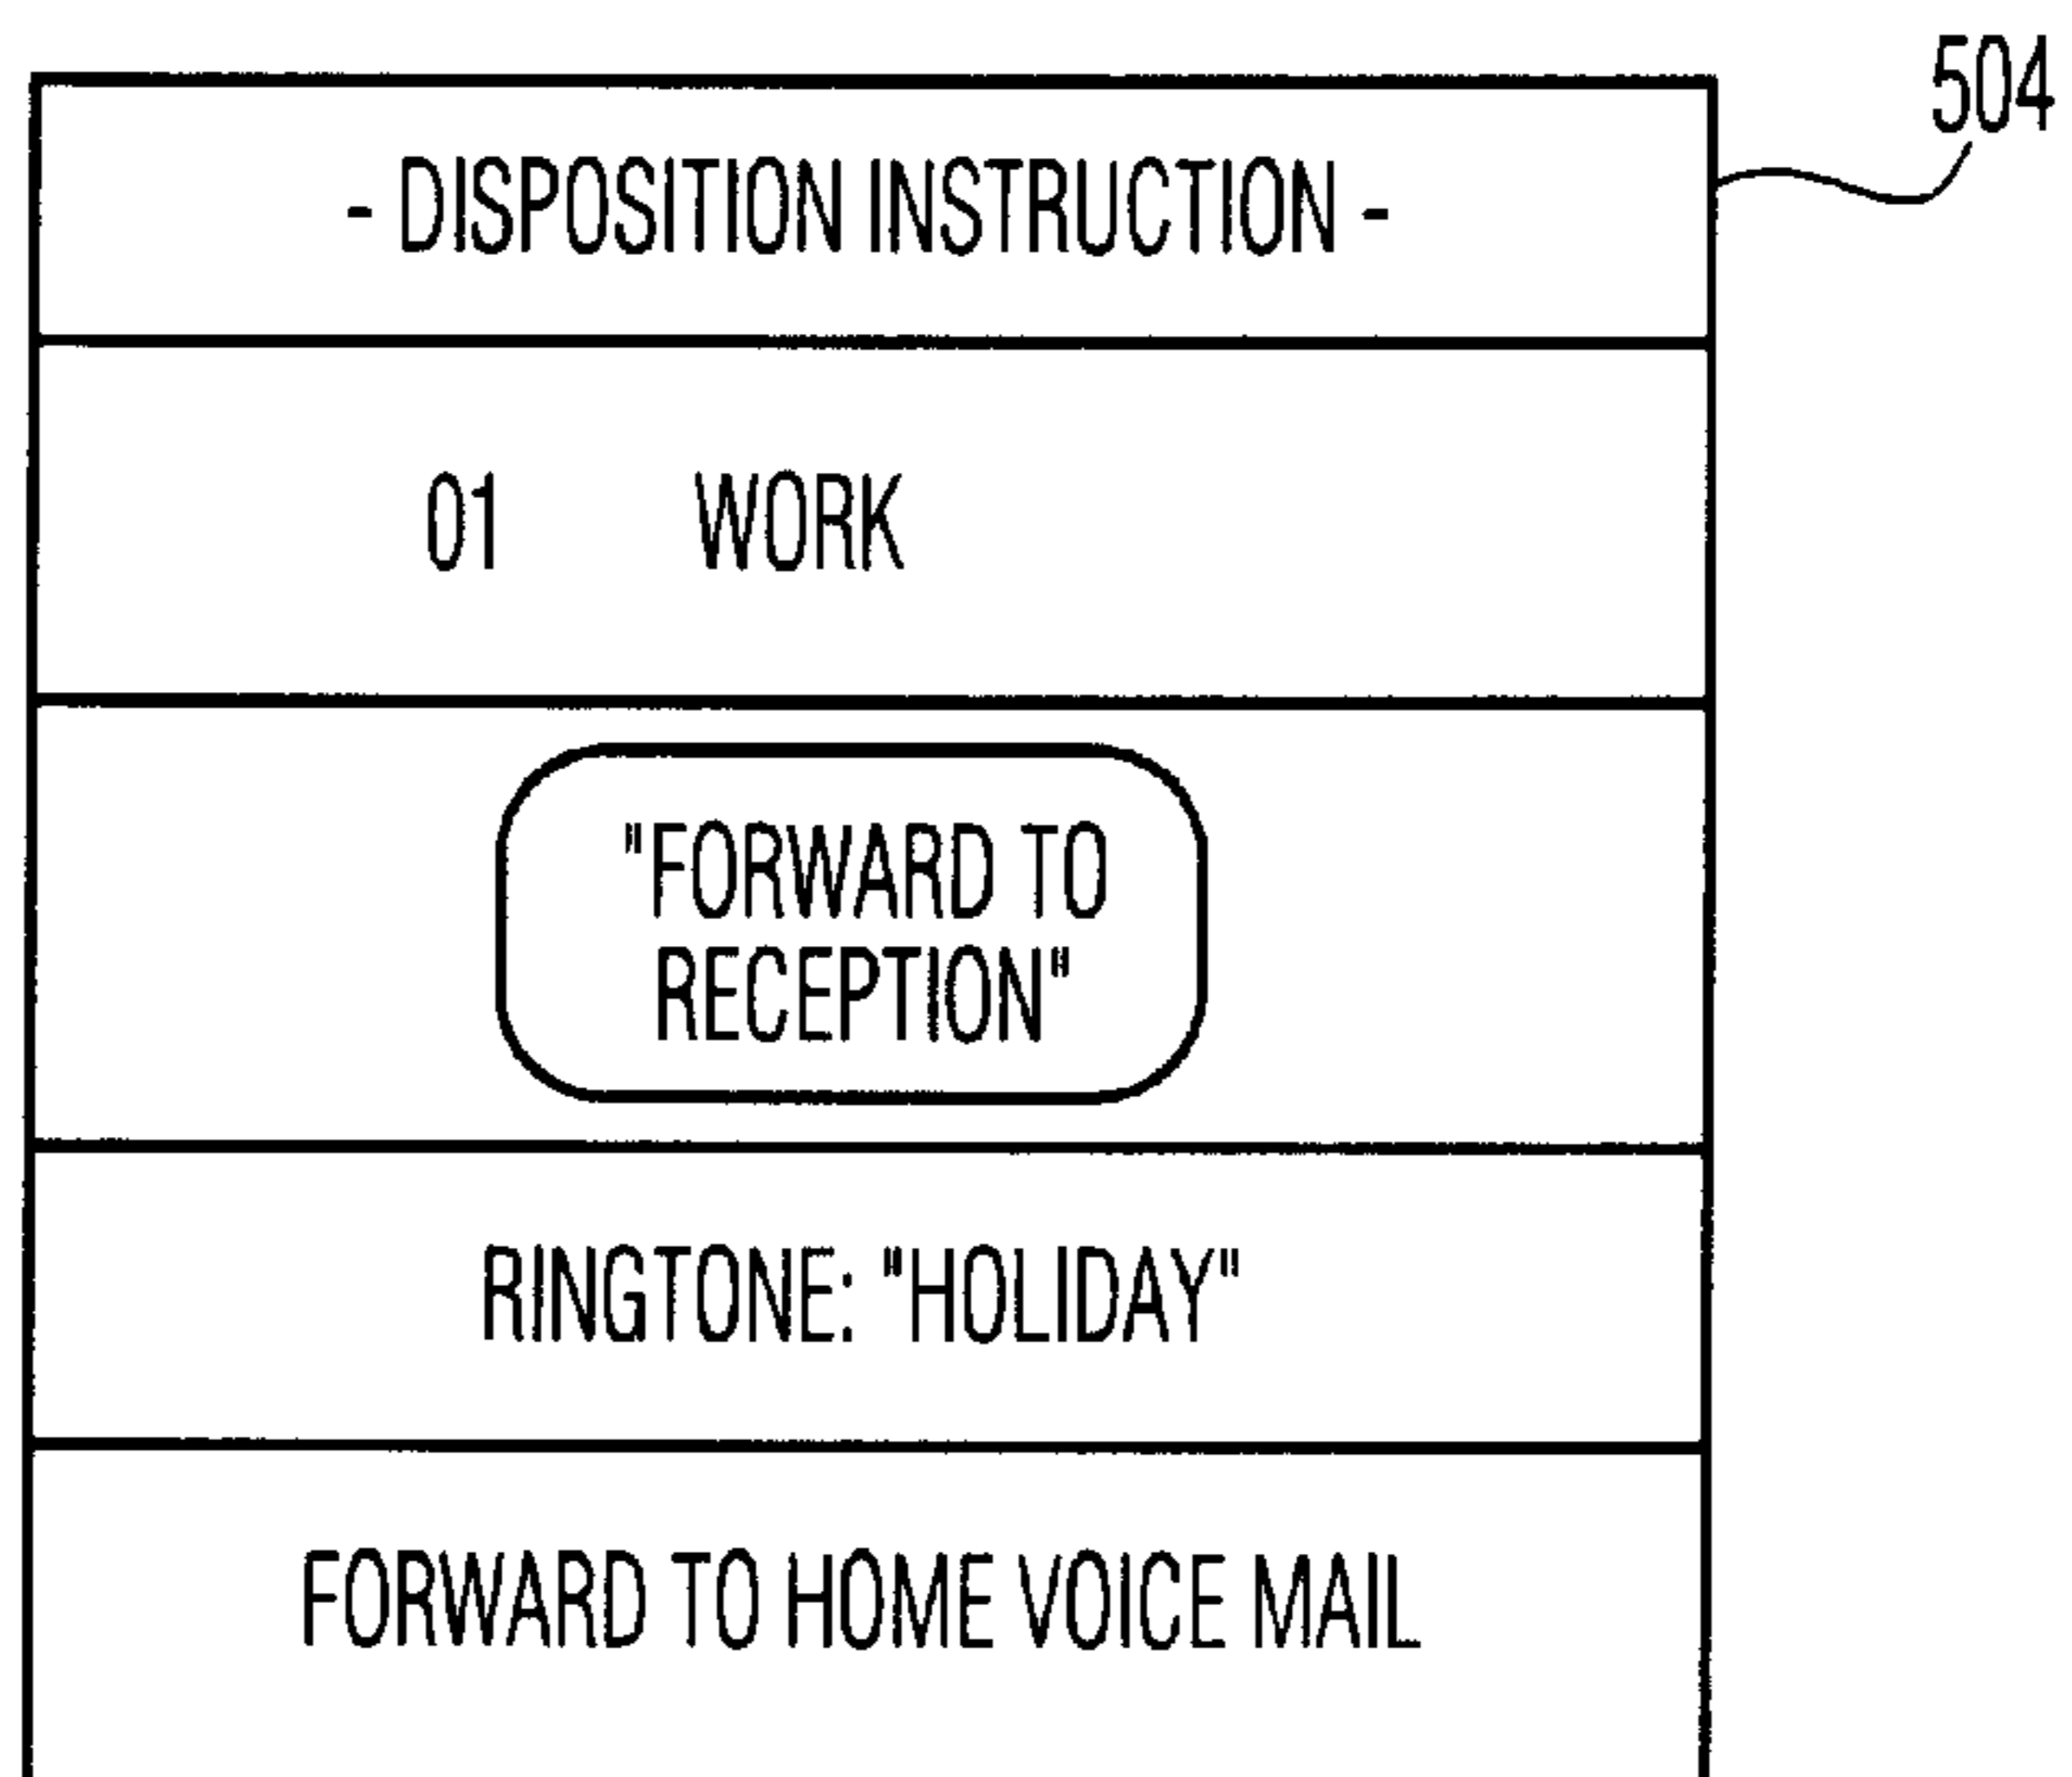 504
- DISPOSITION INSTRUCTION -
01 WORK
"FORWARD TO
RECEPTION"
RINGTONE: "HOLIDAY"
FORWARD TO HOME VOICE MAIL